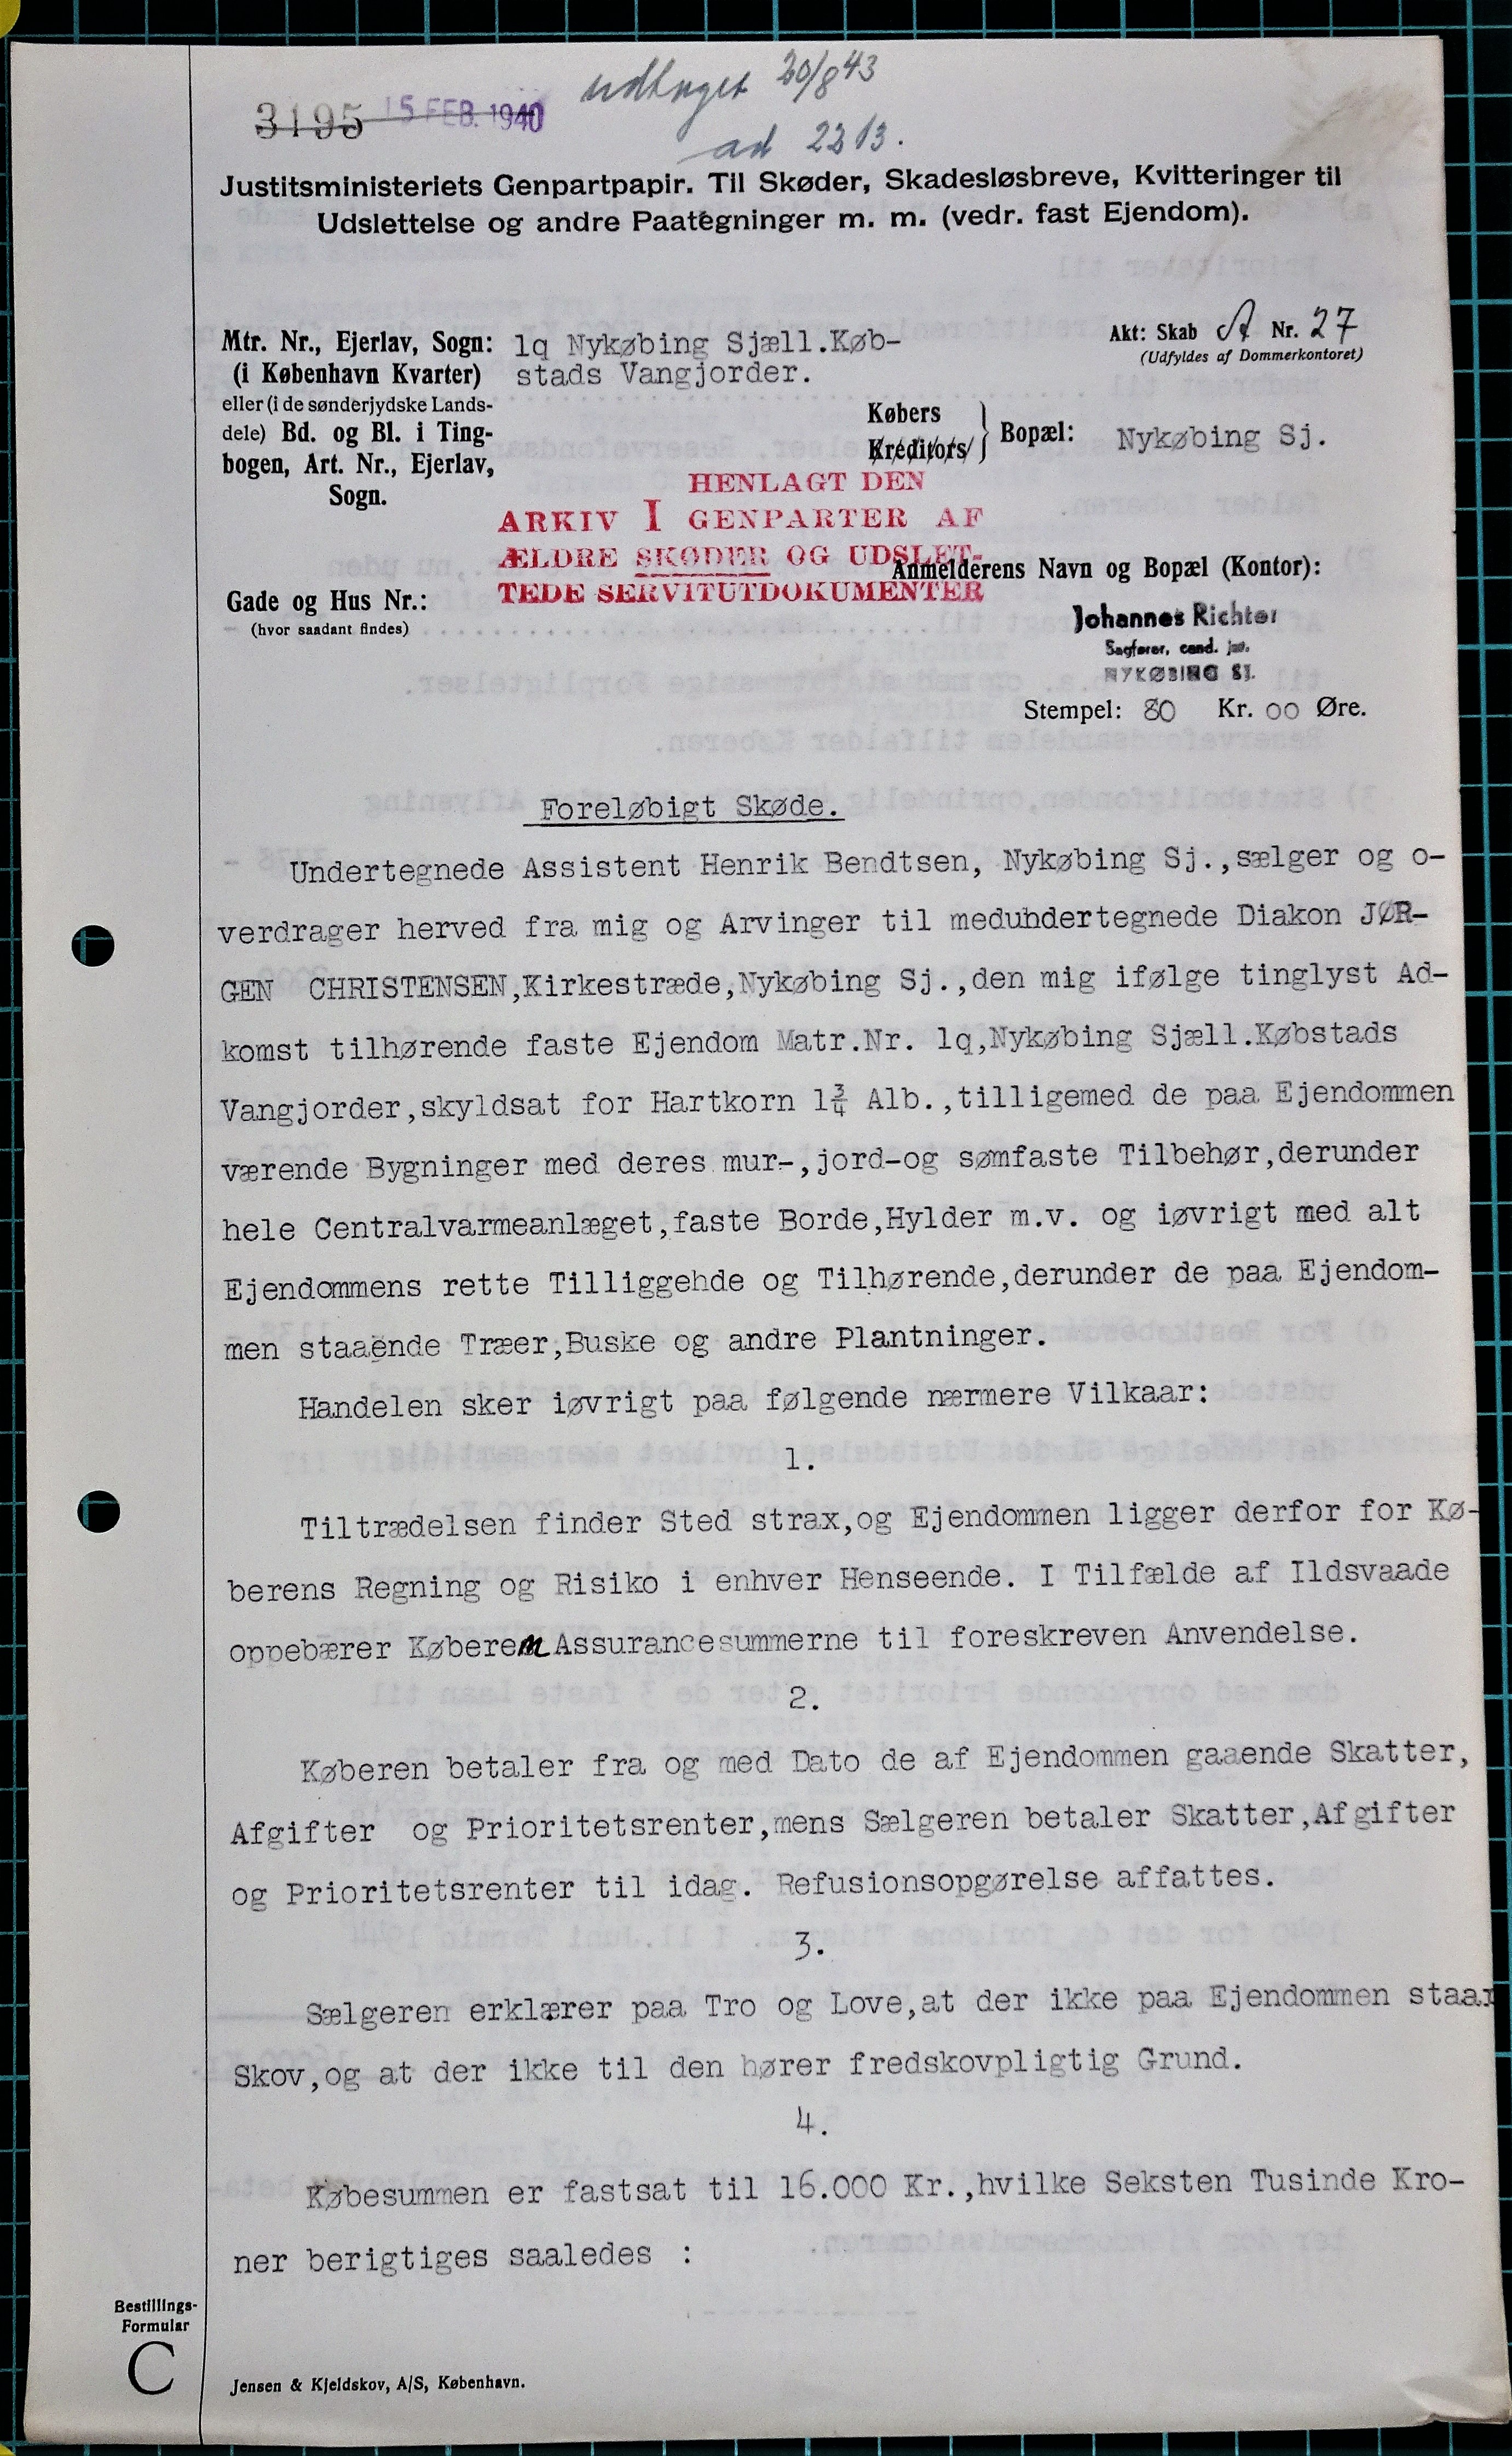 udtaget 20/8 43
3195 15 FEB. 1940
ad 2213.
Justitsministeriets Genpartpapir. Til Skøder, Skadesløsbreve, Kvitteringer til
Udslettelse og andre Paategninger m. m. (vedr. fast Ejendom).
Mtr. Nr., Ejerlav, Sogn: 1q Nykøbing Sjæll.Køb-
(i København Kvarter) stads Vangjorder.
eller (i de sønderjydske Lands-
dele) Bd. og Bl. i Ting-
bogen, Art. Nr., Ejerlav,
Sogn.
Akt: Skab A Nr. 27
(Udfyldes af Dommerkontoret)
Købers
Kreditors } Bopæl: Nykøbing Sj.
HENLAGT DEN
ARKIV I GENPARTER AF
ÆLDRE SKØDER OG UDSLET-
TEDE SERVITUTDOKUMENTER
Gade og Hus Nr.:
(hvor saadant findes)
Anmelderens Navn og Bopæl (Kontor):
Johannes Richter
Sagfører, cand. jur.
NYKØBING SJ.
Stempel: 80 Kr. 00 Øre.
Foreløbigt Skøde.
Undertegnede Assistent Henrik Bendtsen, Nykøbing Sj.,sælger og o-
verdrager herved fra mig og Arvinger til meduhdertegnede Diakon JØR-
GEN CHRISTENSEN,Kirkestræde,Nykøbing Sj.,den mig ifølge tinglyst Ad-
komst tilhørende faste Ejendom Matr.Nr. 1q,Nykøbing Sjæll.Købstads
Vangjorder,skyldsat for Hartkorn 1¾ Alb.,tilligemed de paa Ejendommen
værende Bygninger med deres mur-,jord-og sømfaste Tilbehør,derunder
hele Centralvarmeanlæget,faste Borde,Hylder m.v. og iøvrigt med alt
Ejendommens rette Tilliggehde og Tilhørende,derunder de paa Ejendom-
men staaende Træer,Buske og andre Plantninger.
Handelen sker iøvrigt paa følgende nærmere Vilkaar:
1.
Tiltrædelsen finder Sted strax,og Ejendommen ligger derfor for Kø-
berens Regning og Risiko i enhver Henseende. I Tilfælde af Ildsvaade
oppebærer Køberen Assurancesummerne til foreskreven Anvendelse.
2.
Køberen betaler fra og med Dato de af Ejendommen gaaende Skatter,
Afgifter og Prioritetsrenter,mens Sælgeren betaler Skatter,Afgifter
og Prioritetsrenter til idag. Refusionsopgørelse affattes.
3.
Sælgeren erklærer paa Tro og Love,at der ikke paa Ejendommen staar
Skov,og at der ikke til den hører fredskovpligtig Grund.
4.
Købesummen er fastsat til 16.000 Kr.,hvilke Seksten Tusinde Kro-
ner berigtiges saaledes :
Bestillings-
Formular
C
Jensen & Kjeldskov, A/S, København.